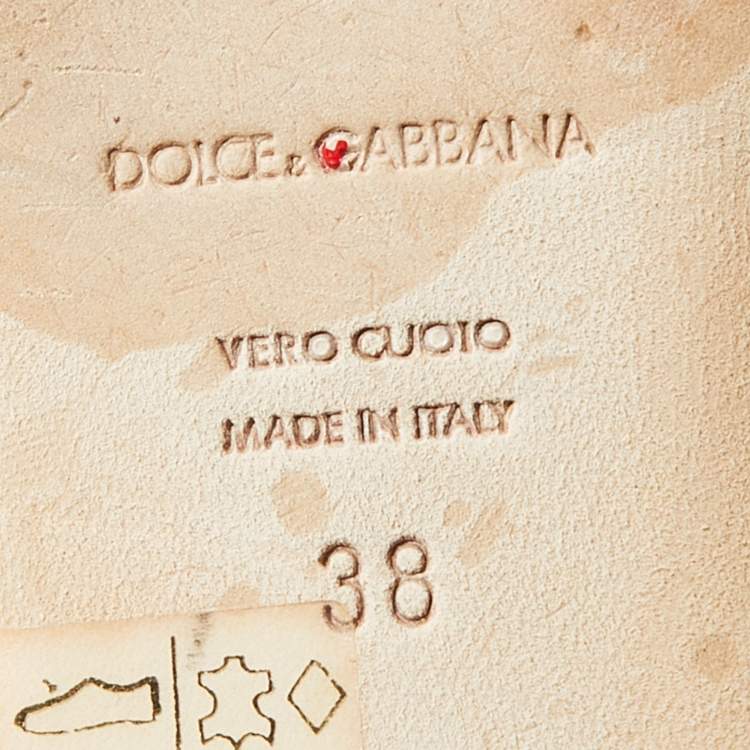 DOLCE & GABBANA
VERO CUOIO
MADE IN ITALY
38